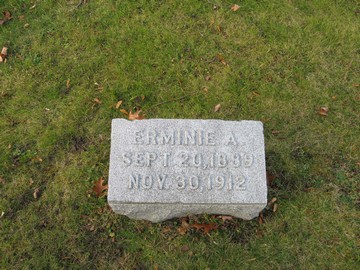 ERMINIE A.
SEPT. 20, 1899
NOV. 30, 1912